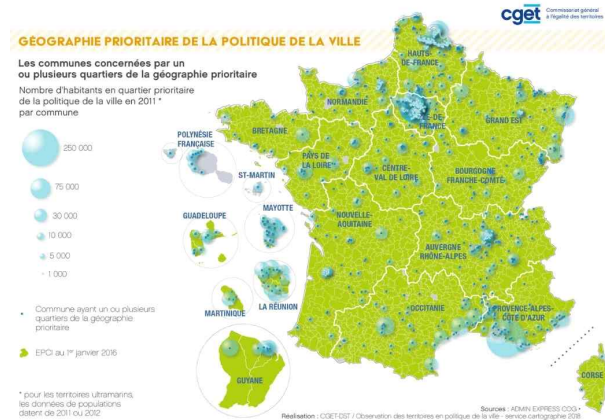 cget
Commissariat général
à l'égalité des territoires
GÉOGRAPHIE PRIORITAIRE DE LA POLITIQUE DE LA VILLE
Les communes concernées par un
ou plusieurs quartiers de la géographie prioritaire
Nombre d'habitants en quartier prioritaire
de la politique de la ville en 2011 *
par commune
250 000
75 000
30 000
10 000
5 000
1 000
Commune ayant un ou plusieurs
quartiers de la géographie
prioritaire
EPCI au 1er janvier 2016
* pour les territoires ultramarins,
les données de populations
datent de 2011 ou 2012
POLYNÉSIE
FRANÇAISE
ST-MARTIN
GUADELOUPE
MAYOTTE
MARTINIQUE
LA RÉUNION
GUYANE
HAUTS-
DE-FRANCE
NORMANDIE
ÎLE-DE-
FRANCE
GRAND EST
BRETAGNE
PAYS DE
LA LOIRE
CENTRE-
VAL DE LOIRE
BOURGOGNE
FRANCHE-COMTÉ
NOUVELLE-
AQUITAINE
AUVERGNE
RHÔNE-ALPES
OCCITANIE
PROVENCE-ALPES-
CÔTE D'AZUR
CORSE
Sources : ADMIN EXPRESS COG •
Réalisation : CGET-DST / Observation des territoires en politique de la ville - service cartographie 2018